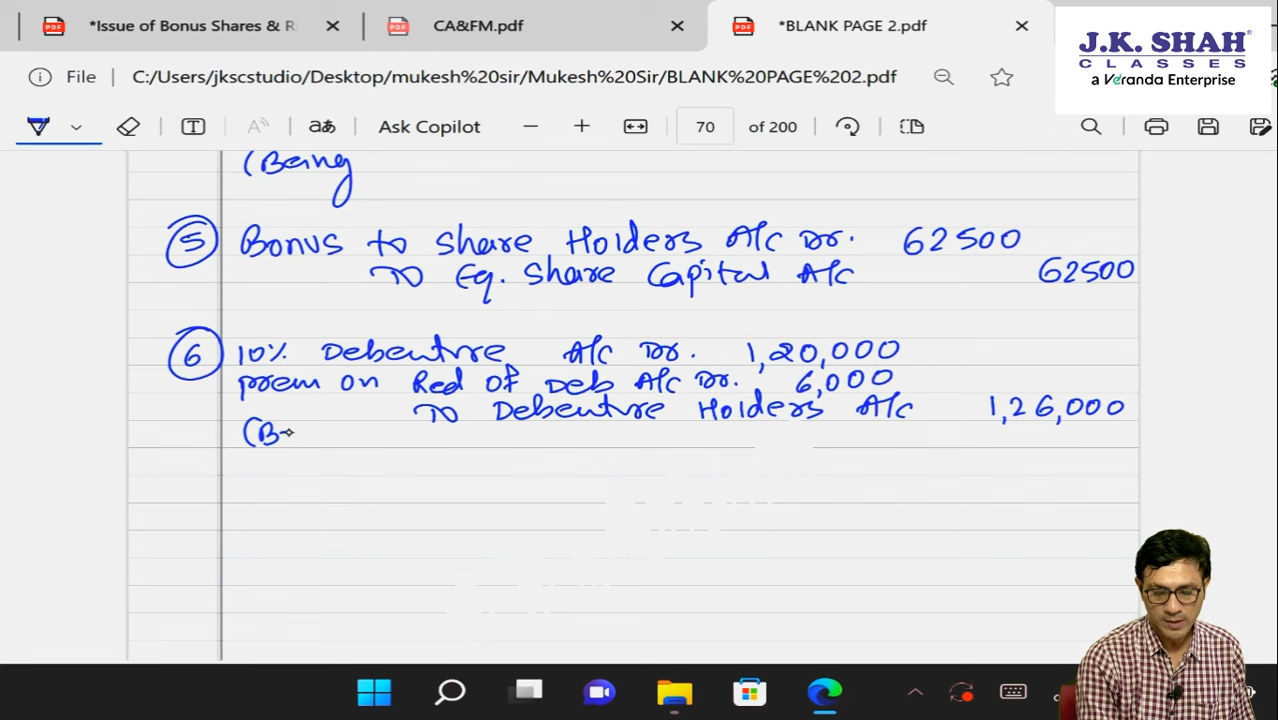 *Issue of Bonus Shares & Ri
CA&FM.pdf
*BLANK PAGE 2.pdf
J.K. SHAH®
CLASSES
a Veranda Enterprise
File
C:/Users/jkscstudio/Desktop/mukesh%20sir/Mukesh%20Sir/BLANK%20PAGE%202.pdf
Ask Copilot
70 of 200
(Being
5 Bonus to share Holders A/c Dr. 62500
To Eq. Share Capital A/c 62500
6 10% Debenture A/c Dr. 1,20,000
prem on Red of Deb A/c Dr. 6,000
To Debenture Holders A/c 1,26,000
(B